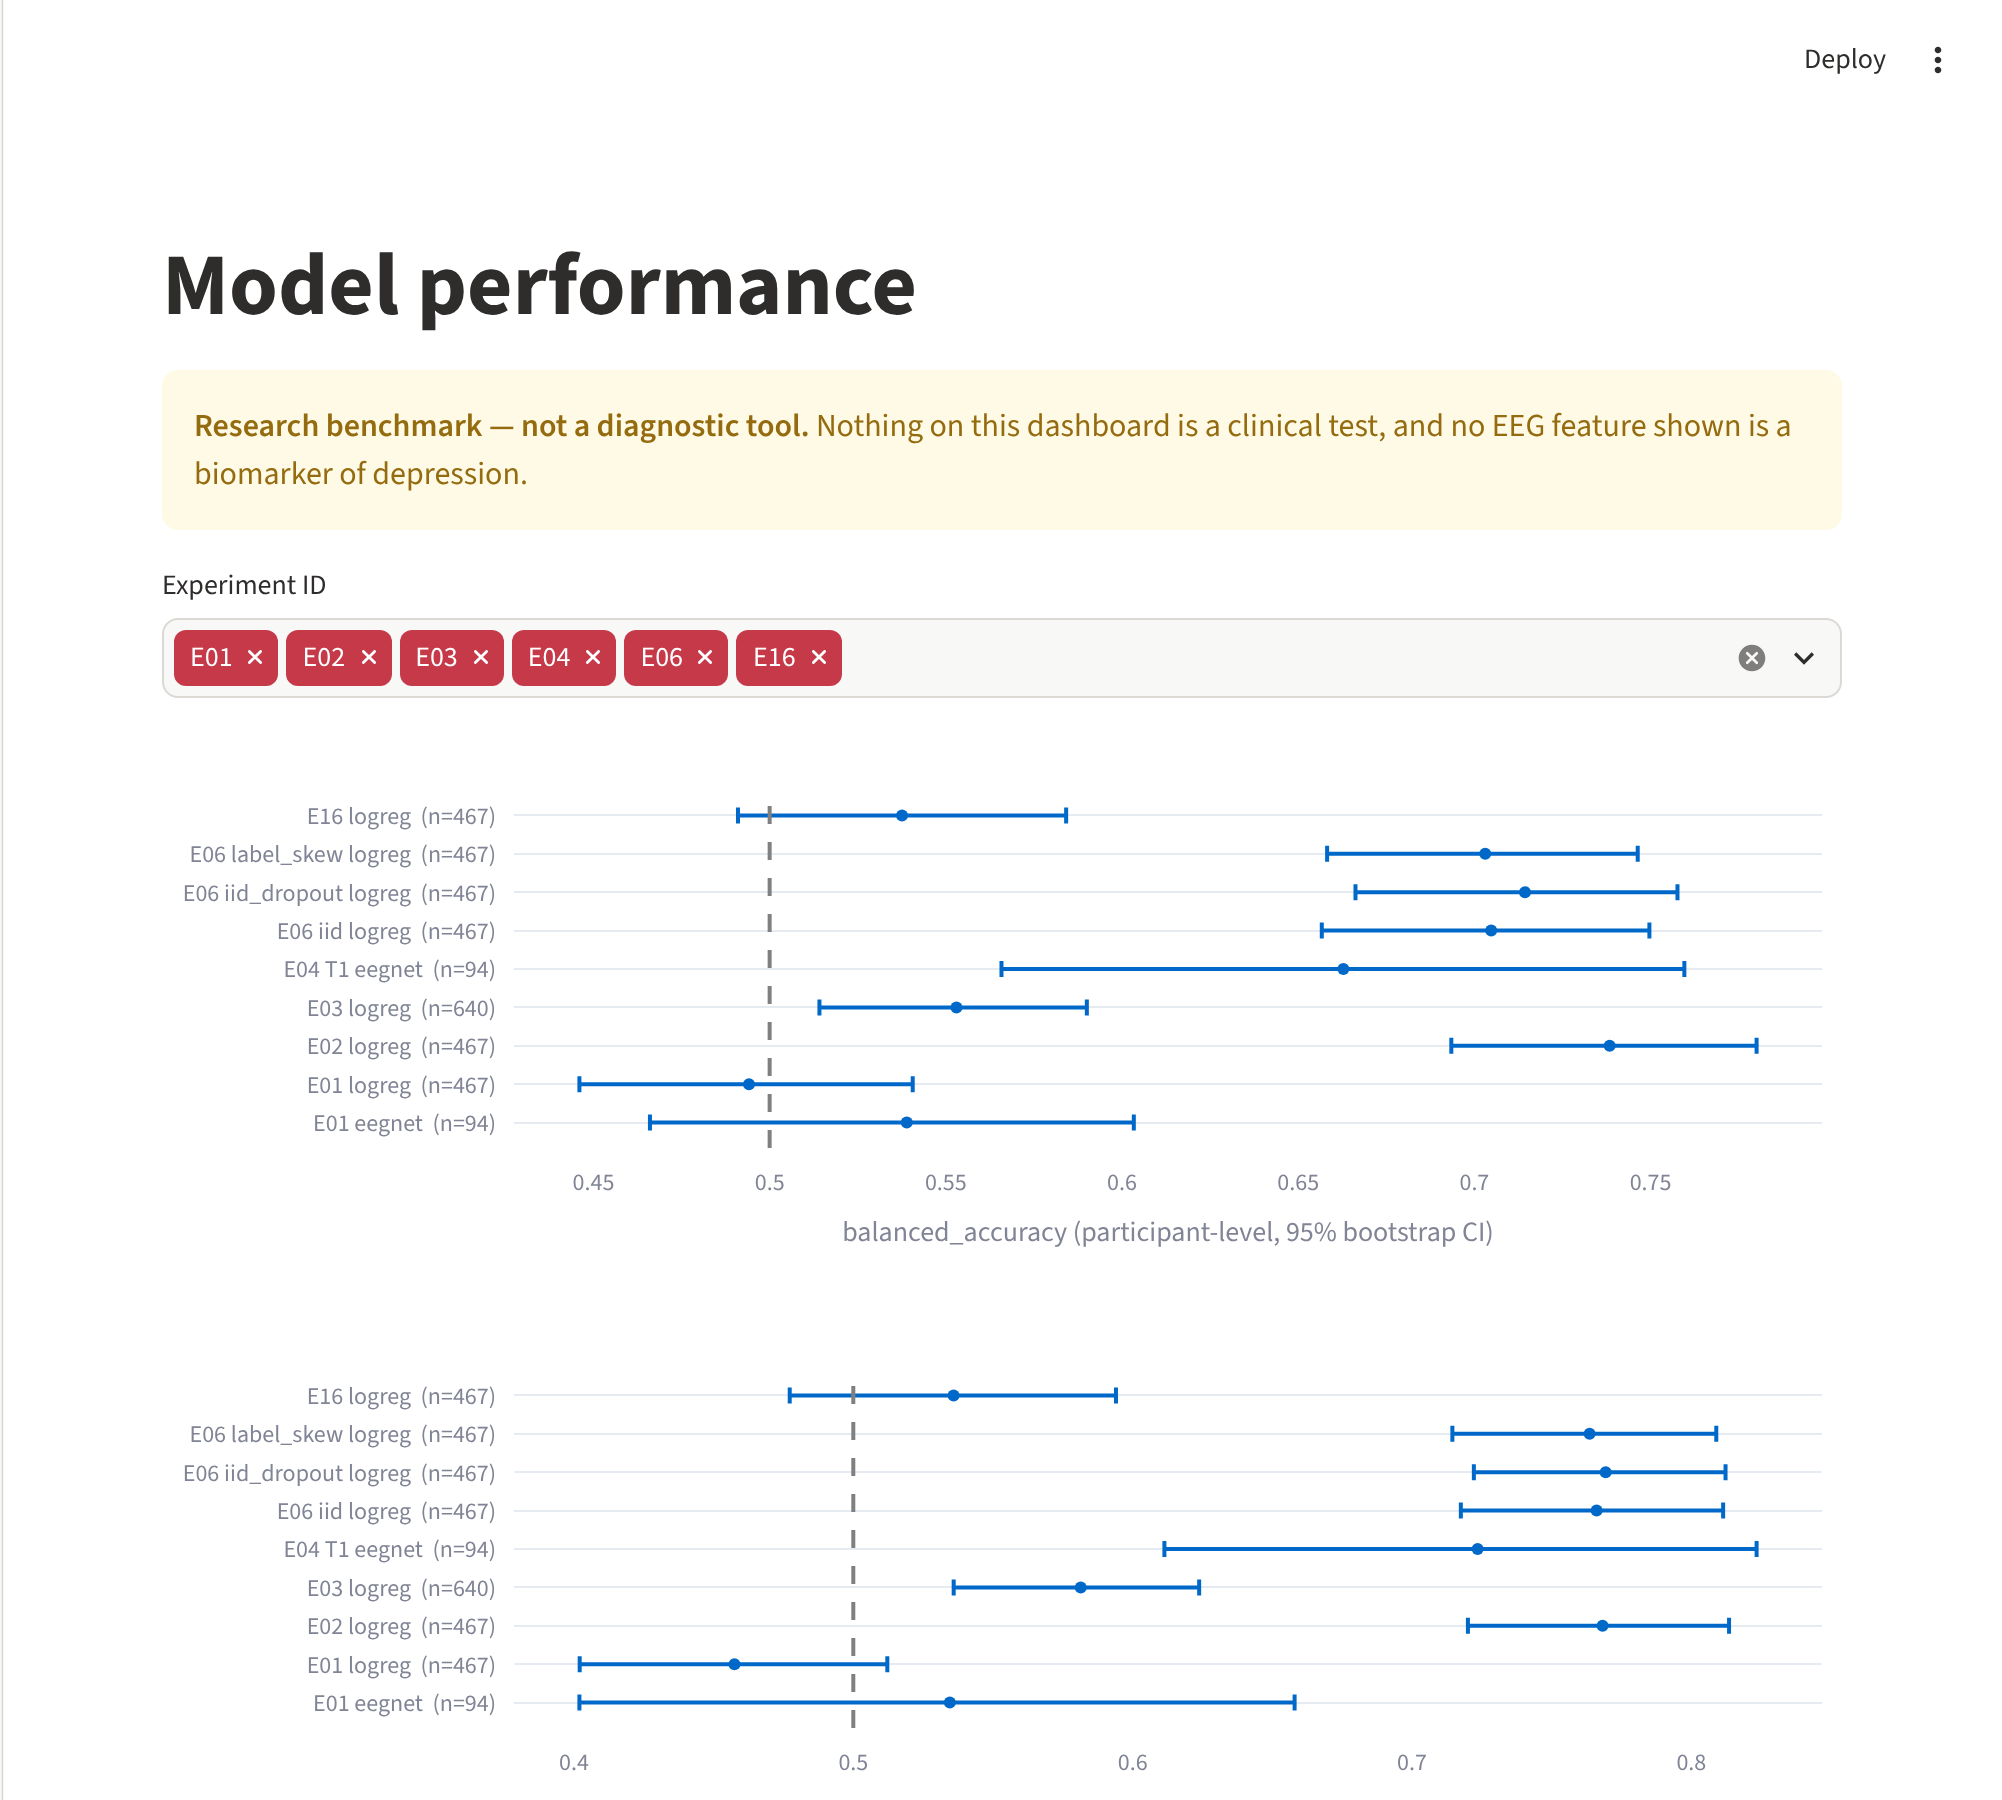 Deploy
Model performance
Research benchmark — not a diagnostic tool. Nothing on this dashboard is a clinical test, and no EEG feature shown is a
biomarker of depression.
Experiment ID
E01 E02 E03 E04 E06 E16
E16 logreg (n=467)
E06 label_skew logreg (n=467)
E06 iid_dropout logreg (n=467)
E06 iid logreg (n=467)
E04 T1 eegnet (n=94)
E03 logreg (n=640)
E02 logreg (n=467)
E01 logreg (n=467)
E01 eegnet (n=94)
0.45 0.5 0.55 0.6 0.65 0.7 0.75
balanced_accuracy (participant-level, 95% bootstrap CI)
E16 logreg (n=467)
E06 label_skew logreg (n=467)
E06 iid_dropout logreg (n=467)
E06 iid logreg (n=467)
E04 T1 eegnet (n=94)
E03 logreg (n=640)
E02 logreg (n=467)
E01 logreg (n=467)
E01 eegnet (n=94)
0.4 0.5 0.6 0.7 0.8